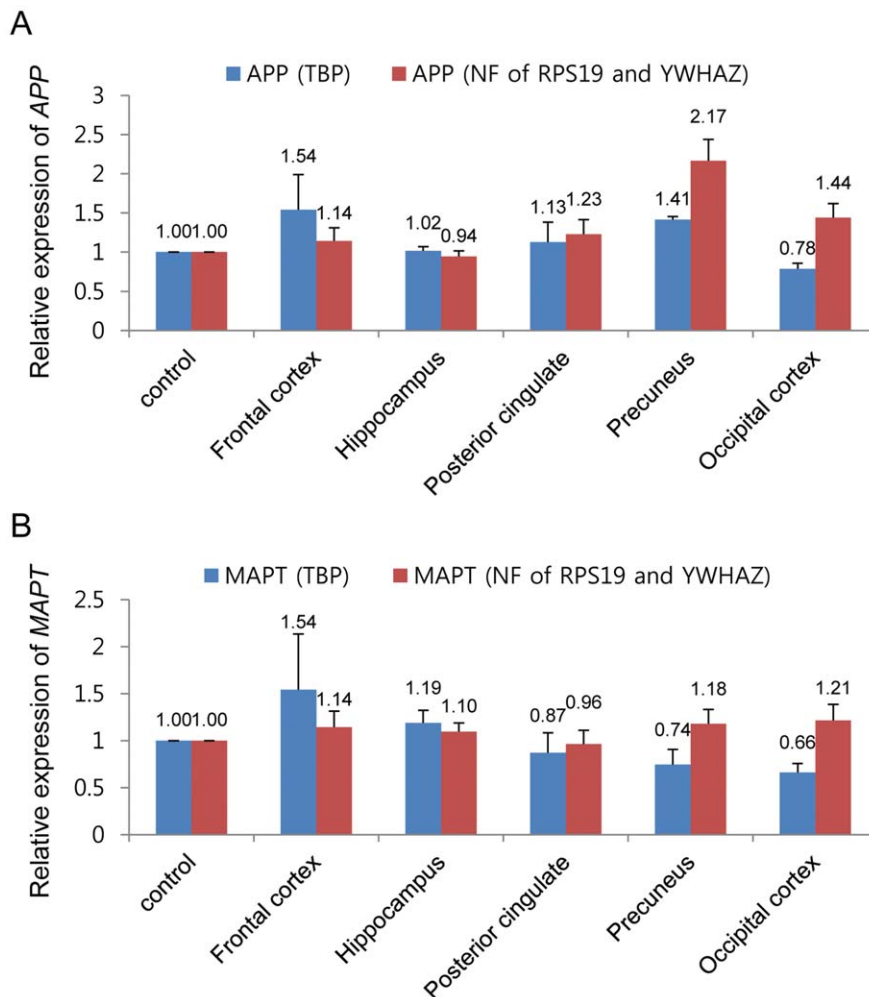 A
APP (TBP) APP (NF of RPS19 and YWHAZ)
Relative expression of APP
3
2.5
2
1.5
1
0.5
0
1.00 1.00
1.54 1.14
1.02 0.94
1.13 1.23
1.41 2.17
0.78 1.44
control
Frontal cortex
Hippocampus
Posterior cingulate
Precuneus
Occipital cortex
B
MAPT (TBP) MAPT (NF of RPS19 and YWHAZ)
Relative expression of MAPT
2.5
2
1.5
1
0.5
0
1.00 1.00
1.54 1.14
1.19 1.10
0.87 0.96
0.74 1.18
0.66 1.21
control
Frontal cortex
Hippocampus
Posterior cingulate
Precuneus
Occipital cortex